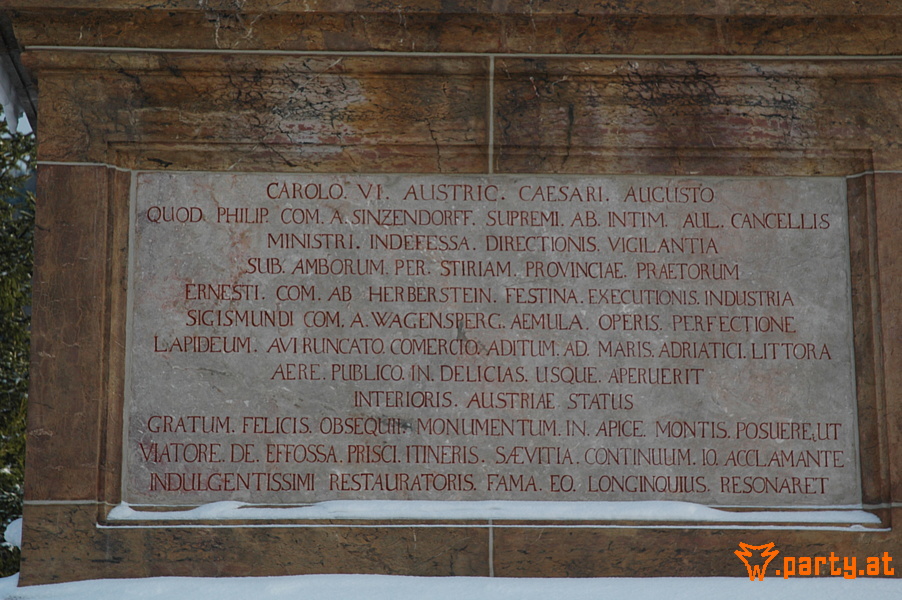 CAROLO. VI. AUSTRIC. CAESARI. AUGUSTO
QUOD. PHILIP. COM. A. SINZENDORFF. SUPREMI. AB. INTIM. AUL. CANCELLIS
MINISTRI. INDEFESSA. DIRECTIONIS. VIGILANTIA
SUB. AMBORUM. PER. STIRIAM. PROVINCIAE. PRAETORUM
ERNESTI. COM. AB HERBERSTEIN. FESTINA. EXECUTIONIS. INDUSTRIA
SIGISMUNDI COM. A. WAGENSPERG. AEMULA. OPERIS. PERFECTIONE
LAPIDEUM. AVIRUNCATO. COMERCIO. ADITUM. AD. MARIS. ADRIATICI. LITTORA
AERE. PUBLICO. IN. DELICIAS. USQUE. APERUERIT
INTERIORIS. AUSTRIAE STATUS
GRATUM. FELICIS. OBSEQUII. MONUMENTUM. IN. APICE. MONTIS. POSUERE, UT
VIATORE. DE. EFFOSSA. PRISCI. ITINERIS. SÆVITIA. CONTINUUM. IO. ACCLAMANTE
INDULGENTISSIMI RESTAURATORIS. FAMA. EO. LONGINQUIUS. RESONARET
.party.at